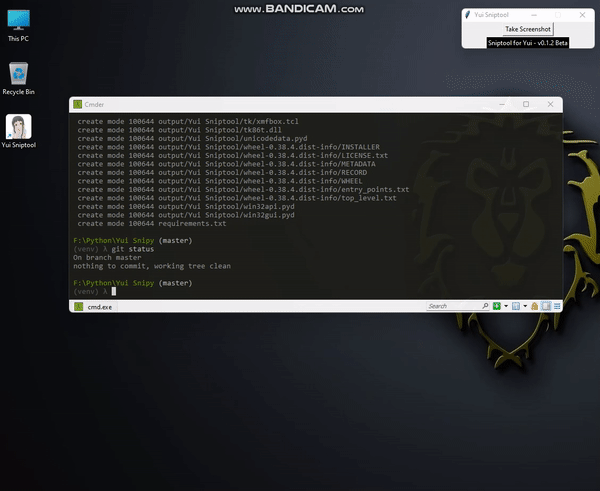 www.BANDICAM.com
This PC
Recycle Bin
Yui Sniptool
Yui Sniptool
Take Screenshot
Sniptool for Yui - v0.1.2 Beta
Cmder
create mode 100644 output/Yui Sniptool/tk/xmfbox.tcl
create mode 100644 output/Yui Sniptool/tk86t.dll
create mode 100644 output/Yui Sniptool/unicodedata.pyd
create mode 100644 output/Yui Sniptool/wheel-0.38.4.dist-info/INSTALLER
create mode 100644 output/Yui Sniptool/wheel-0.38.4.dist-info/LICENSE.txt
create mode 100644 output/Yui Sniptool/wheel-0.38.4.dist-info/METADATA
create mode 100644 output/Yui Sniptool/wheel-0.38.4.dist-info/RECORD
create mode 100644 output/Yui Sniptool/wheel-0.38.4.dist-info/WHEEL
create mode 100644 output/Yui Sniptool/wheel-0.38.4.dist-info/entry_points.txt
create mode 100644 output/Yui Sniptool/wheel-0.38.4.dist-info/top_level.txt
create mode 100644 output/Yui Sniptool/win32api.pyd
create mode 100644 output/Yui Sniptool/win32gui.pyd
create mode 100644 requirements.txt
F:\Python\Yui Snipy (master)
(venv) λ git status
On branch master
nothing to commit, working tree clean
F:\Python\Yui Snipy (master)
(venv) λ
cmd.exe
Search